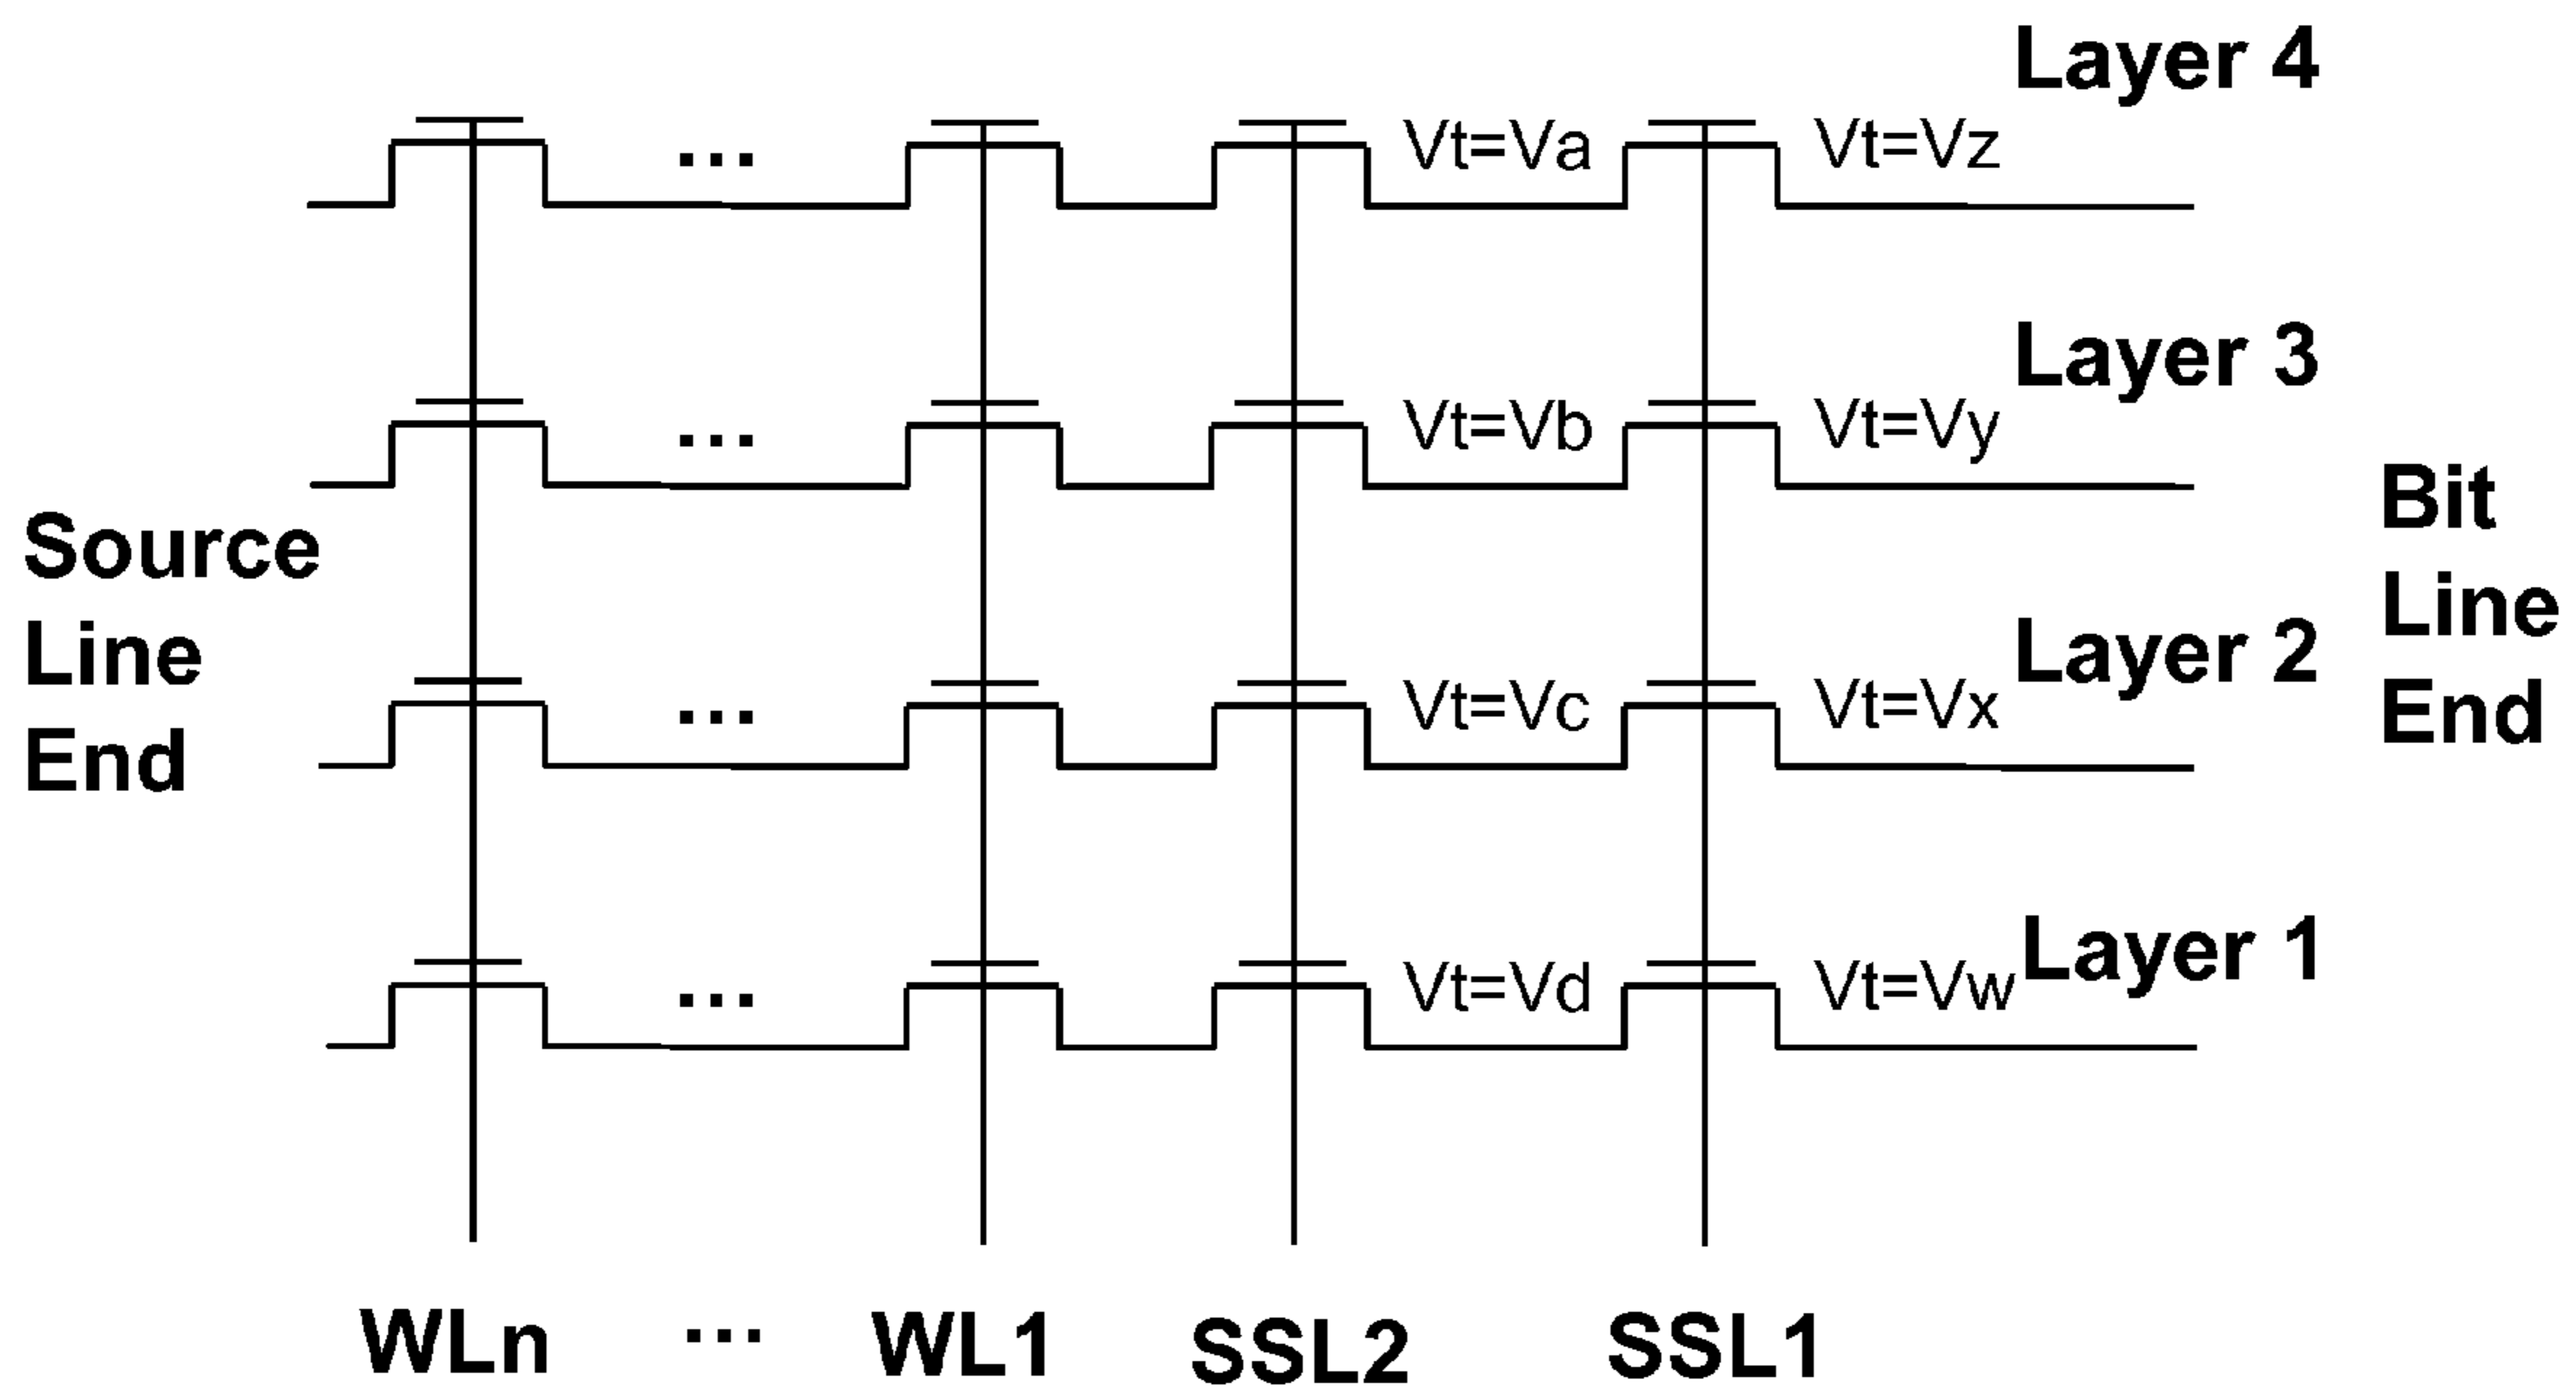 Layer 4
... Vt=Va Vt=Vz
Layer 3
... Vt=Vb Vt=Vy
Source
Line
End
Bit
Line
End
Layer 2
... Vt=Vc Vt=Vx
Layer 1
... Vt=Vd Vt=Vw
WLn ... WL1 SSL2 SSL1